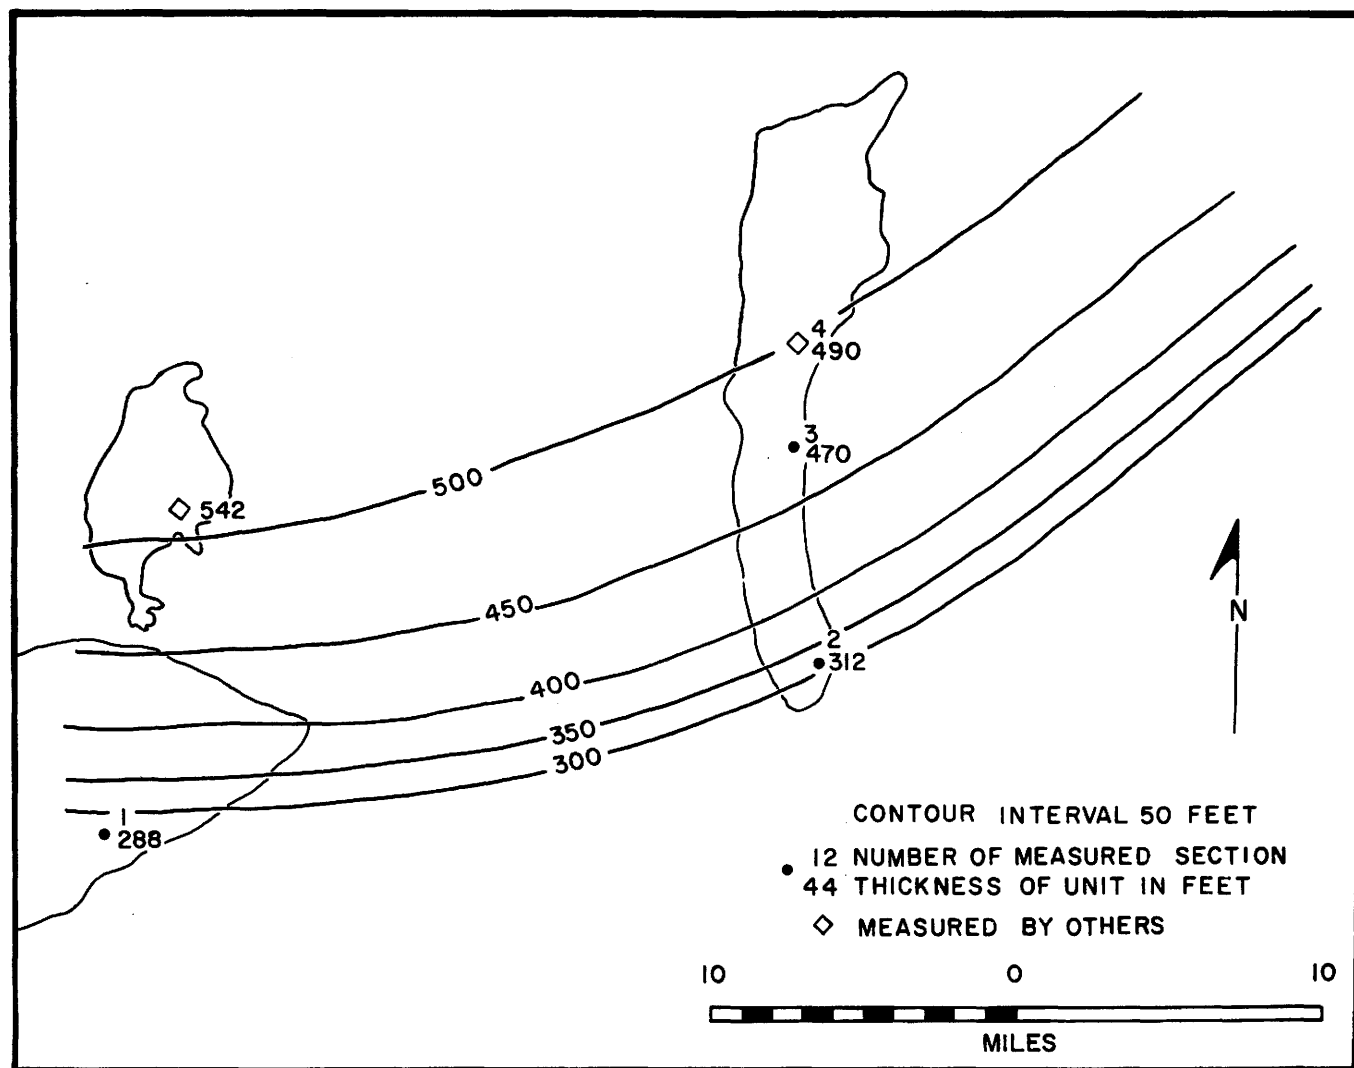 4
490
3
470
500
542
450
N
2
312
400
350
300
1
288
CONTOUR INTERVAL 50 FEET
12 NUMBER OF MEASURED SECTION
44 THICKNESS OF UNIT IN FEET
MEASURED BY OTHERS
10 0 10
MILES